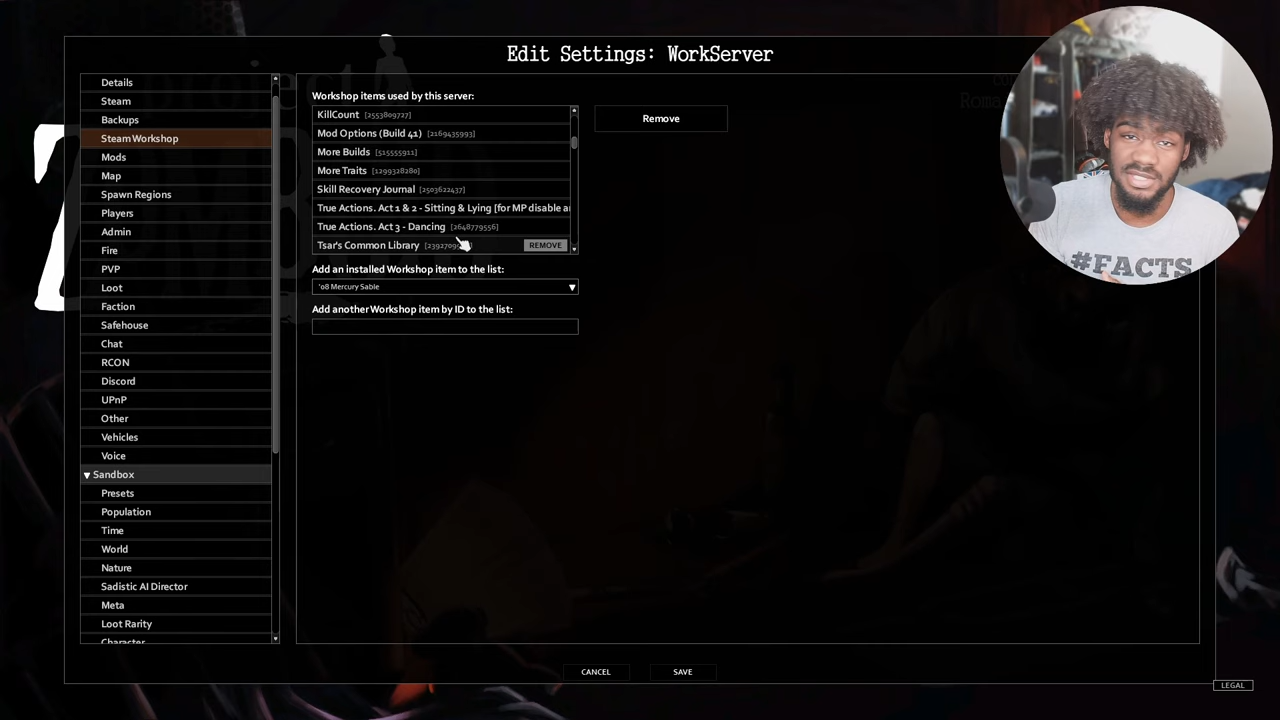 Edit Settings: WorkServer
Details
Steam
Backups
Steam Workshop
Mods
Map
Spawn Regions
Players
Admin
Fire
PVP
Loot
Faction
Safehouse
Chat
RCON
Discord
UPnP
Other
Vehicles
Voice
▼ Sandbox
Presets
Population
Time
World
Nature
Sadistic AI Director
Meta
Loot Rarity
Character
Workshop items used by this server:
KillCount [2553809727]
Mod Options (Build 41) [2169435993]
More Builds [515555911]
More Traits [1299328280]
Skill Recovery Journal [2503622437]
True Actions. Act 1 & 2 - Sitting & Lying [for MP disable a
True Actions. Act 3 - Dancing [2648779556]
Tsar's Common Library
REMOVE
Remove
Add an installed Workshop item to the list:
'08 Mercury Sable
Add another Workshop item by ID to the list:
#FACTS
CANCEL
SAVE
LEGAL